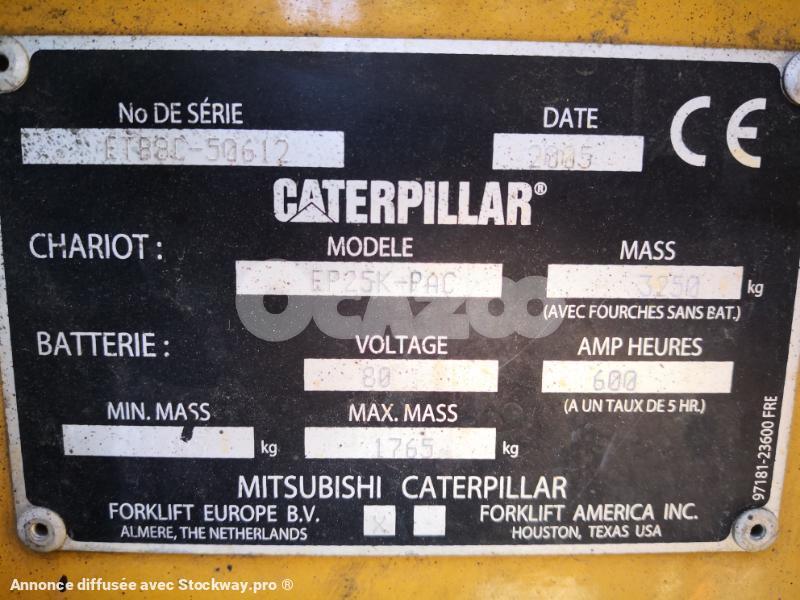 No DE SÉRIE
DATE
CE
ETB8C-50612
2005
CATERPILLAR®
CHARIOT :
MODELE
MASS
EP25K-PAC
3250 kg
OCAZOO
(AVEC FOURCHES SANS BAT.)
BATTERIE :
VOLTAGE
AMP HEURES
80
600
(A UN TAUX DE 5 HR.)
MIN. MASS
MAX. MASS
kg
1765 kg
97181-23600 FRE
MITSUBISHI CATERPILLAR
FORKLIFT EUROPE B.V.
X
FORKLIFT AMERICA INC.
ALMERE, THE NETHERLANDS
HOUSTON, TEXAS USA
Annonce diffusée avec Stockway.pro ®